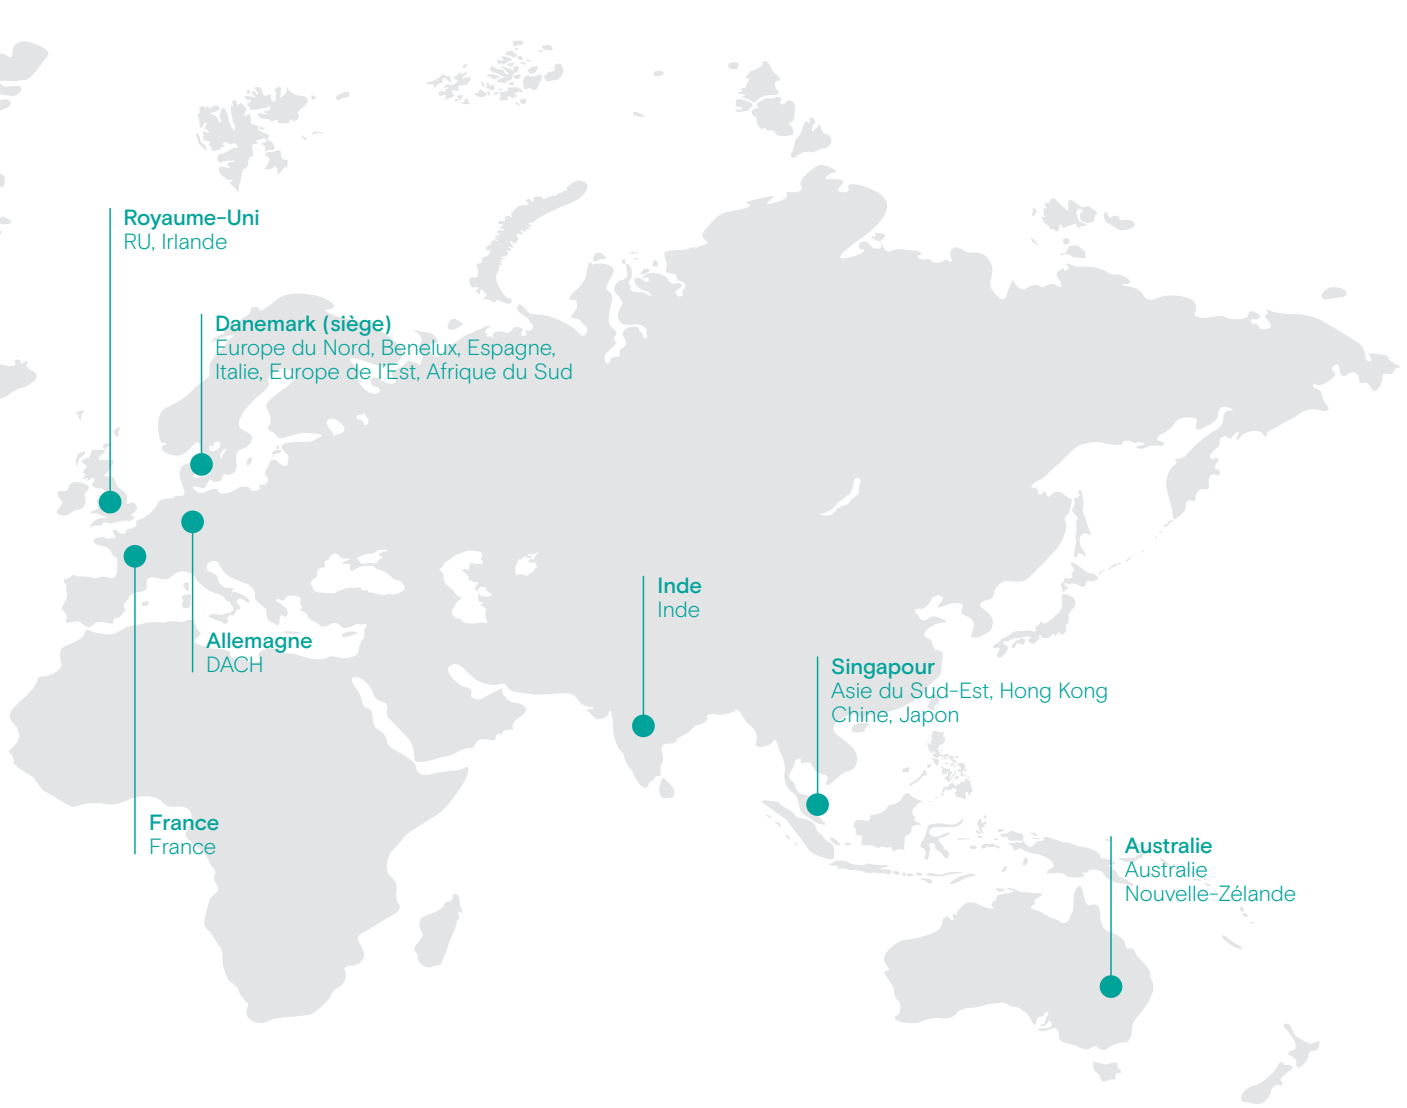 Royaume-Uni
RU, Irlande
Danemark (siège)
Europe du Nord, Benelux, Espagne,
Italie, Europe de l'Est, Afrique du Sud
Inde
Inde
Allemagne
DACH
Singapour
Asie du Sud-Est, Hong Kong
Chine, Japon
France
France
Australie
Australie
Nouvelle-Zélande